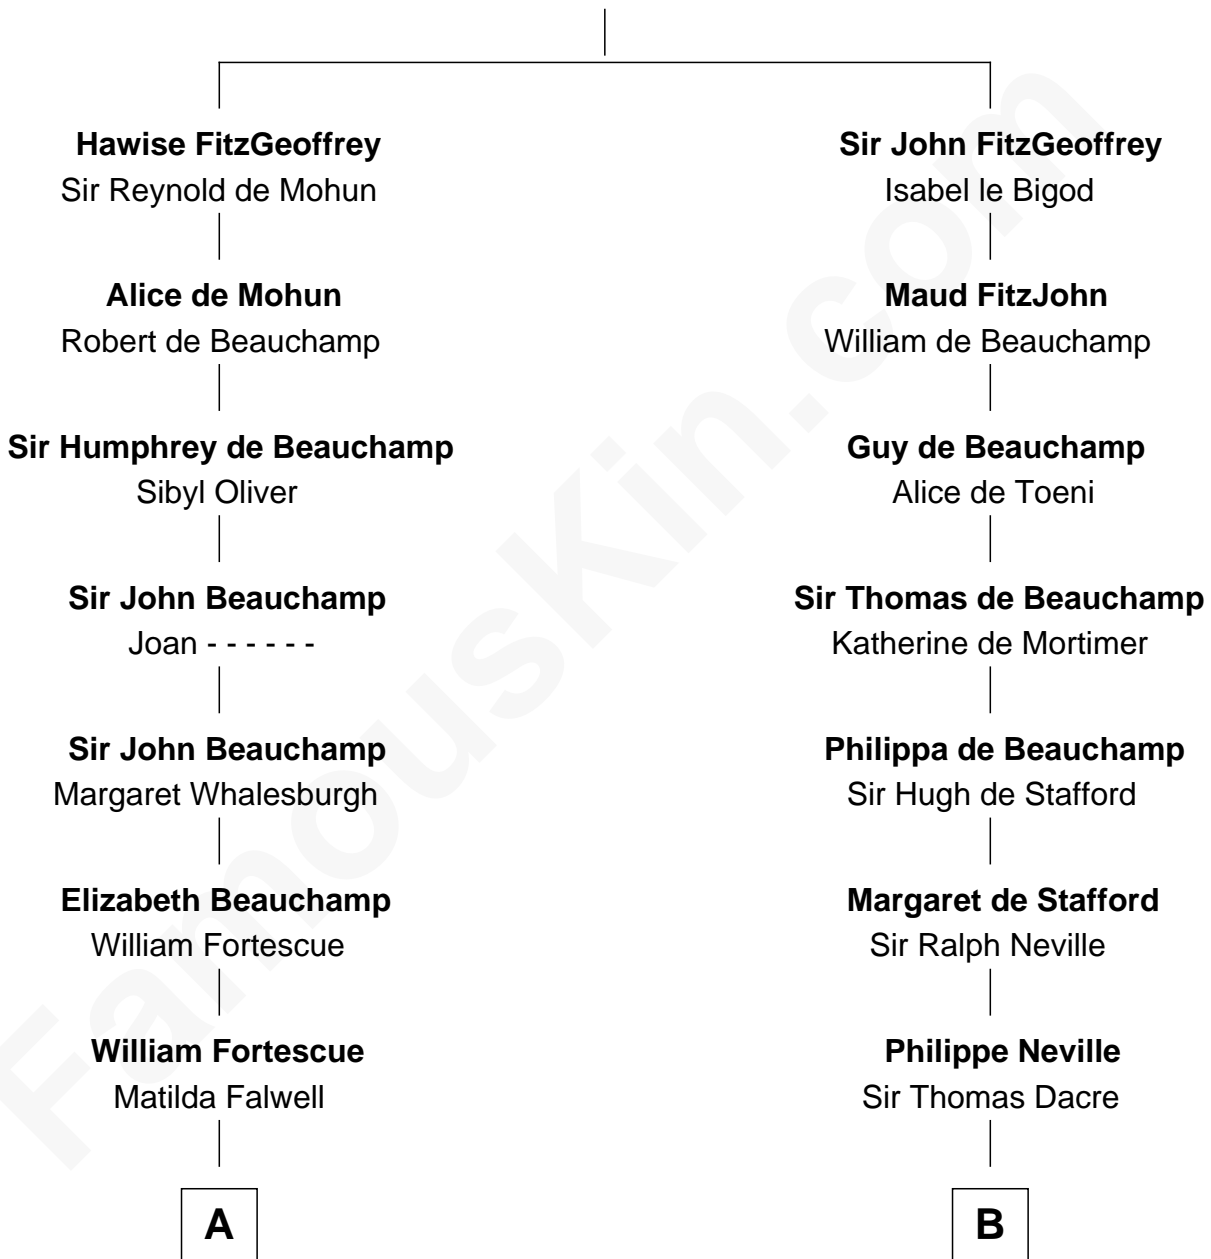 Hawise FitzGeoffrey
Sir Reynold de Mohun
Alice de Mohun
Robert de Beauchamp
Sir Humphrey de Beauchamp
Sibyl Oliver
Sir John Beauchamp
Joan - - - - - -
Sir John Beauchamp
Margaret Whalesburgh
Elizabeth Beauchamp
William Fortescue
William Fortescue
Matilda Falwell
A
Sir John FitzGeoffrey
Isabel le Bigod
Maud FitzJohn
William de Beauchamp
Guy de Beauchamp
Alice de Toeni
Sir Thomas de Beauchamp
Katherine de Mortimer
Philippa de Beauchamp
Sir Hugh de Stafford
Margaret de Stafford
Sir Ralph Neville
Philippe Neville
Sir Thomas Dacre
B
FamousKin.com